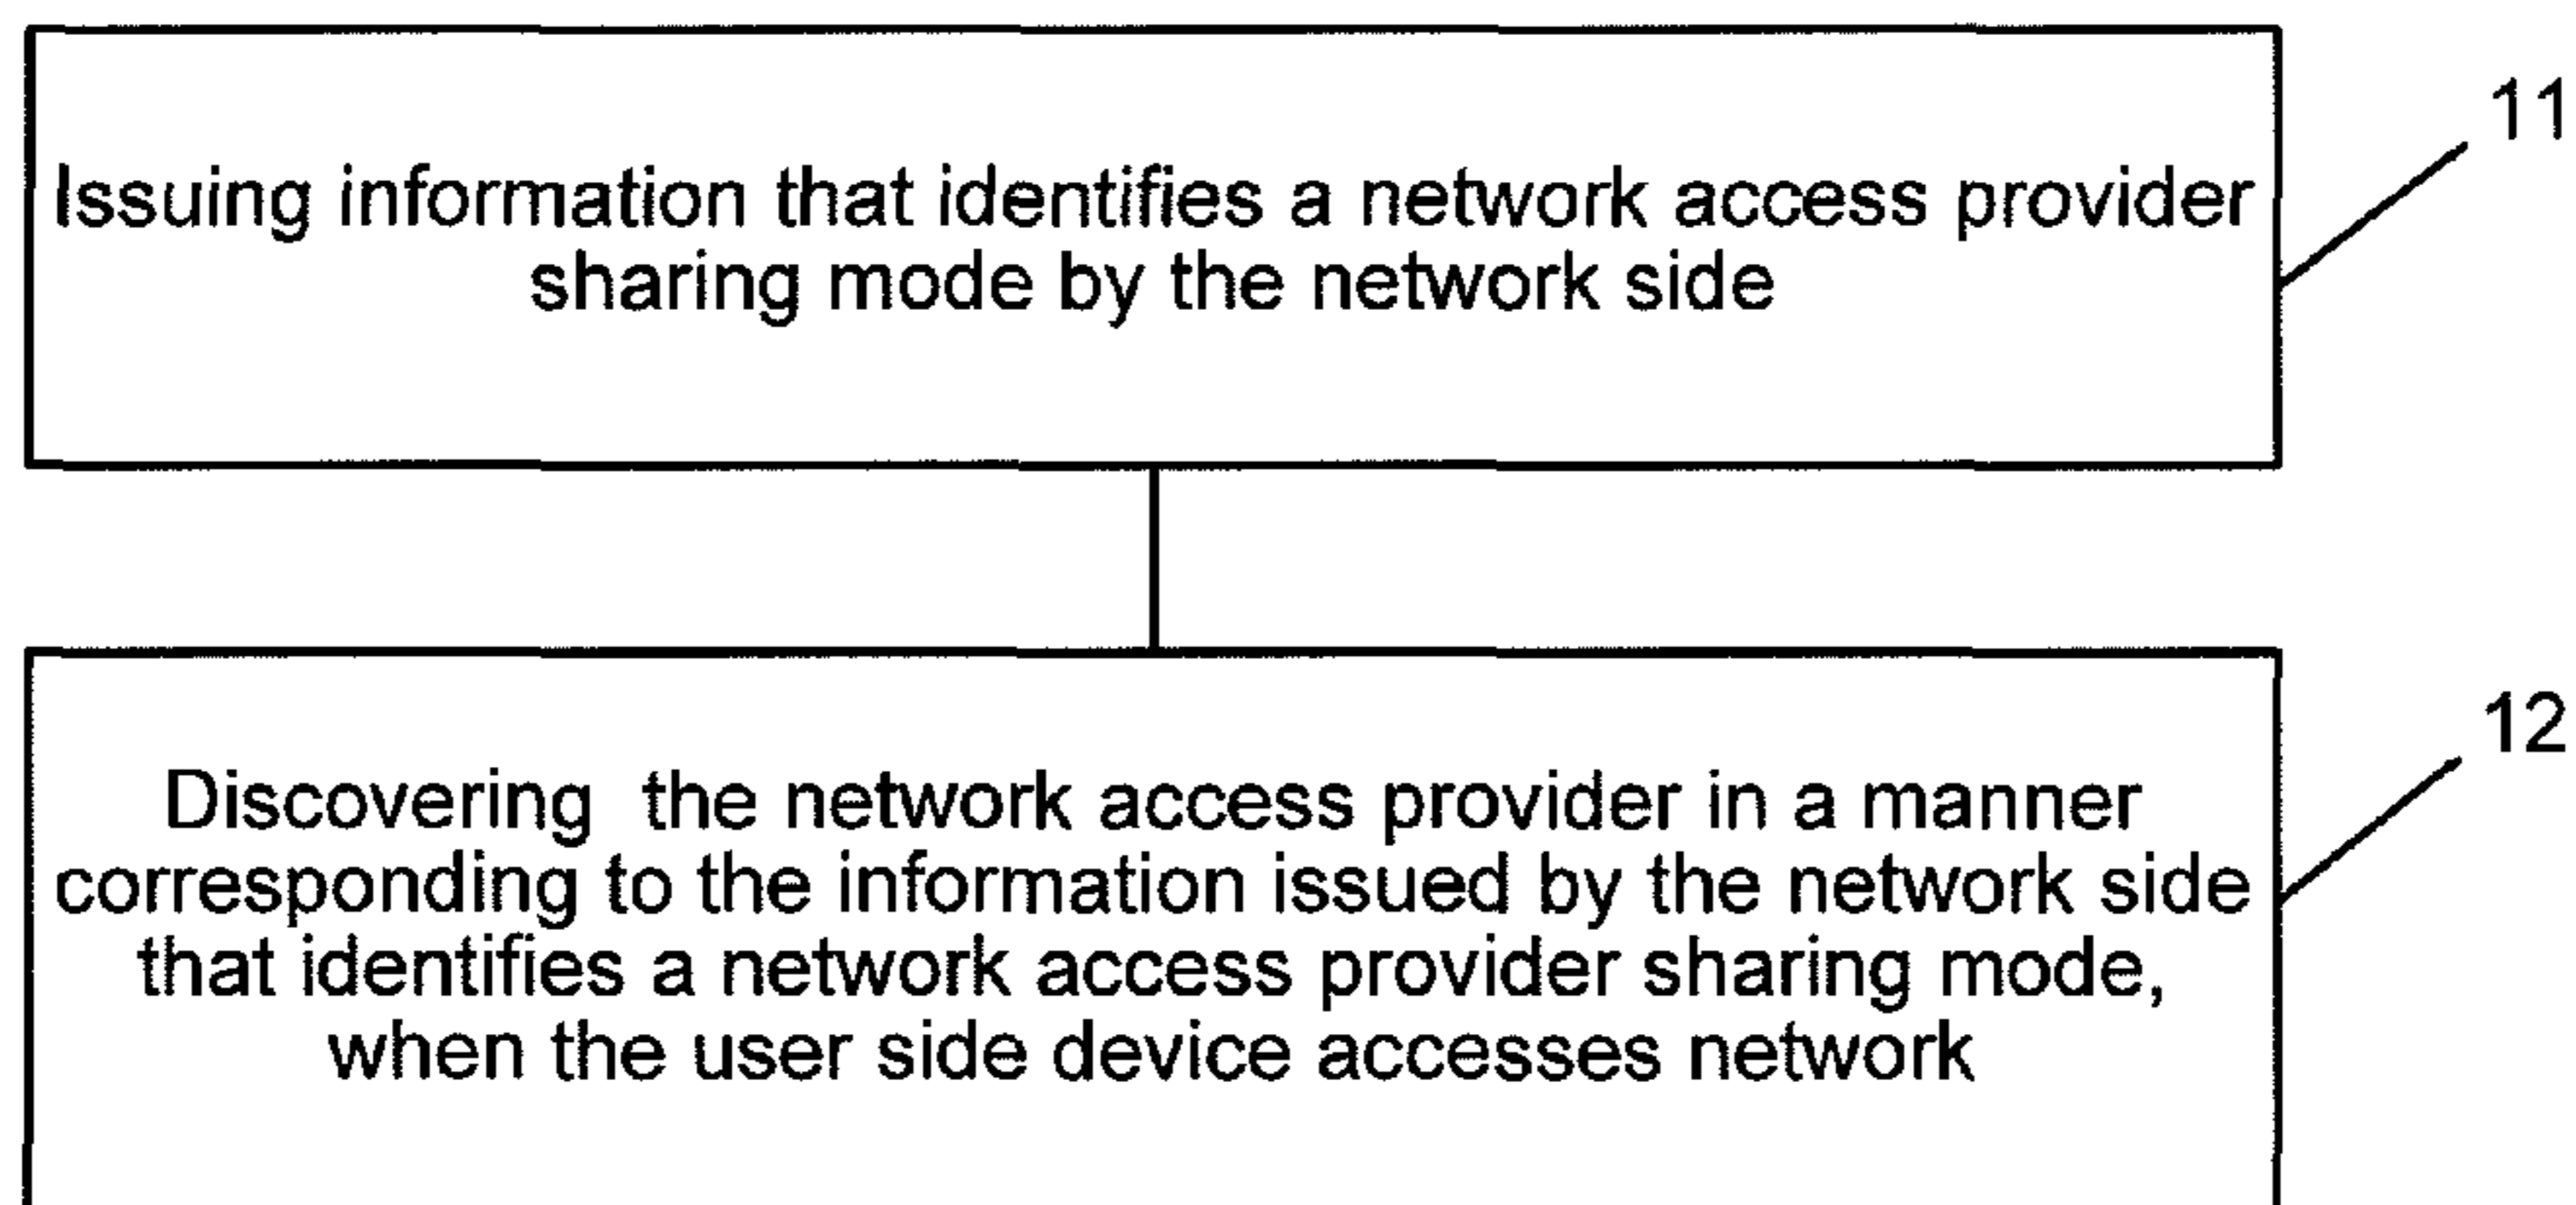 11
Issuing information that identifies a network access provider
sharing mode by the network side
12
Discovering the network access provider in a manner
corresponding to the information issued by the network side
that identifies a network access provider sharing mode,
when the user side device accesses network